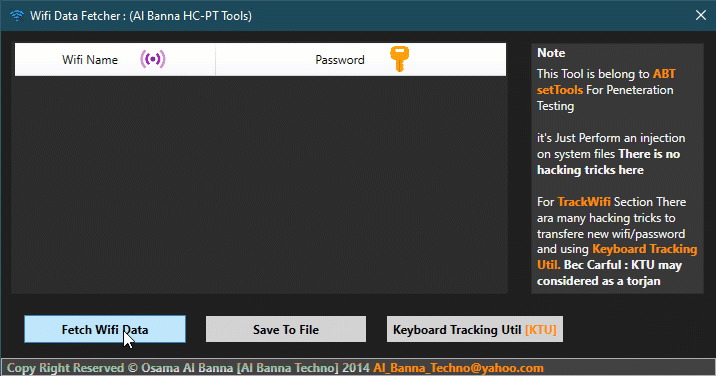 Wifi Data Fetcher : (Al Banna HC-PT Tools)
Wifi Name
Password
Note
This Tool is belong to ABT
setTools For Peneteration
Testing
it's Just Perform an injection
on system files There is no
hacking tricks here
For TrackWifi Section There
ara many hacking tricks to
transfere new wifi/password
and using Keyboard Tracking
Util. Bec Carful : KTU may
considered as a torjan
Fetch Wifi Data
Save To File
Keyboard Tracking Util [KTU]
Copy Right Reserved © Osama Al Banna [Al Banna Techno] 2014 Al_Banna_Techno@yahoo.com